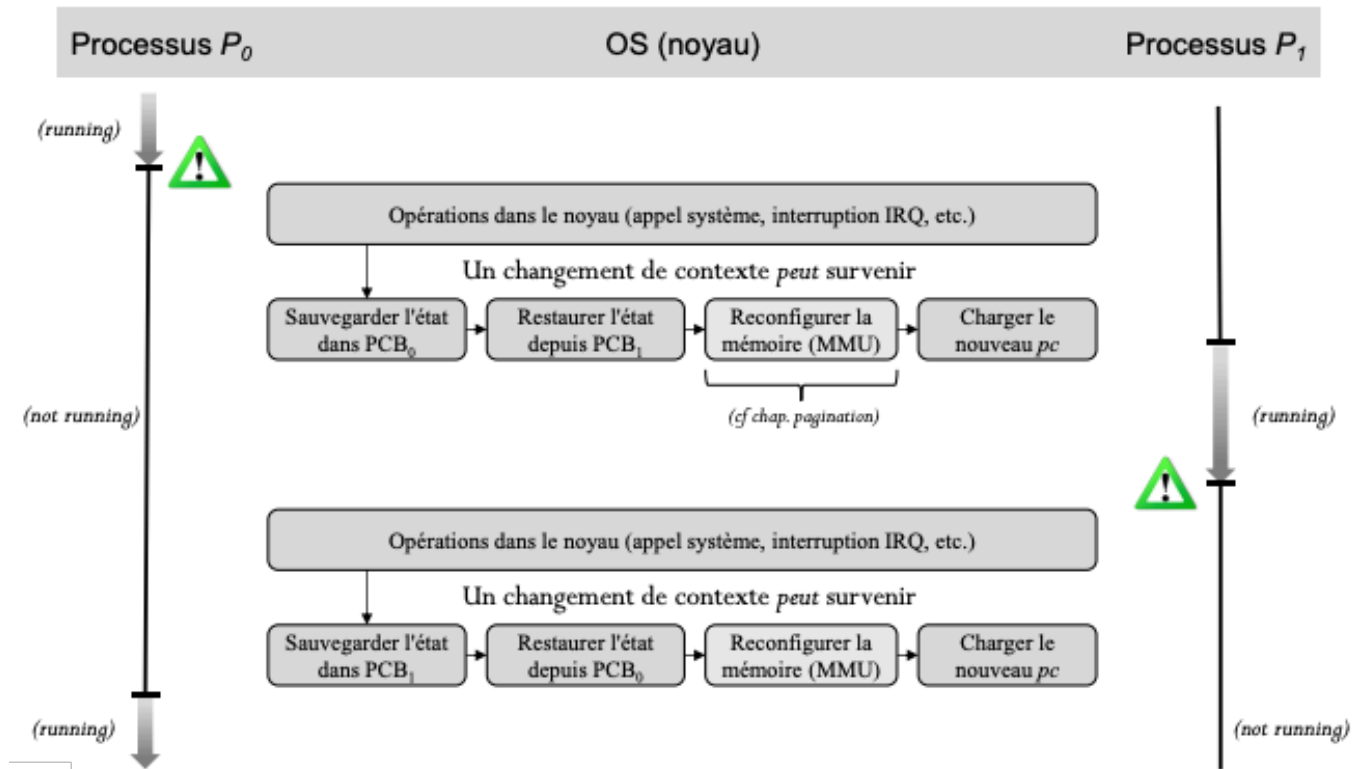 Processus P₀ OS (noyau) Processus P₁
(running)
Opérations dans le noyau (appel système, interruption IRQ, etc.)
Un changement de contexte peut survenir
Sauvegarder l'état
dans PCB₀
Restaurer l'état
depuis PCB₁
Reconfigurer la
mémoire (MMU)
Charger le
nouveau pc
(cf chap. pagination)
(not running)
(running)
Opérations dans le noyau (appel système, interruption IRQ, etc.)
Un changement de contexte peut survenir
Sauvegarder l'état
dans PCB₁
Restaurer l'état
depuis PCB₀
Reconfigurer la
mémoire (MMU)
Charger le
nouveau pc
(running)
(not running)